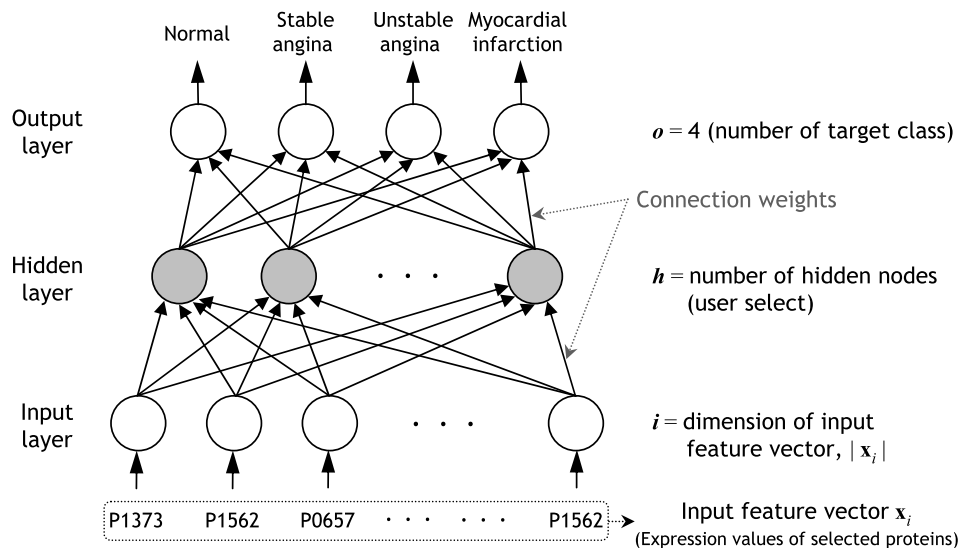 Normal
Stable
angina
Unstable
angina
Myocardial
infarction
Output
layer
o = 4 (number of target class)
Connection weights
Hidden
layer
. . .
h = number of hidden nodes
(user select)
Input
layer
. . .
i = dimension of input
feature vector, | xᵢ |
P1373 P1562 P0657 . . . . . . P1562
Input feature vector xᵢ
(Expression values of selected proteins)